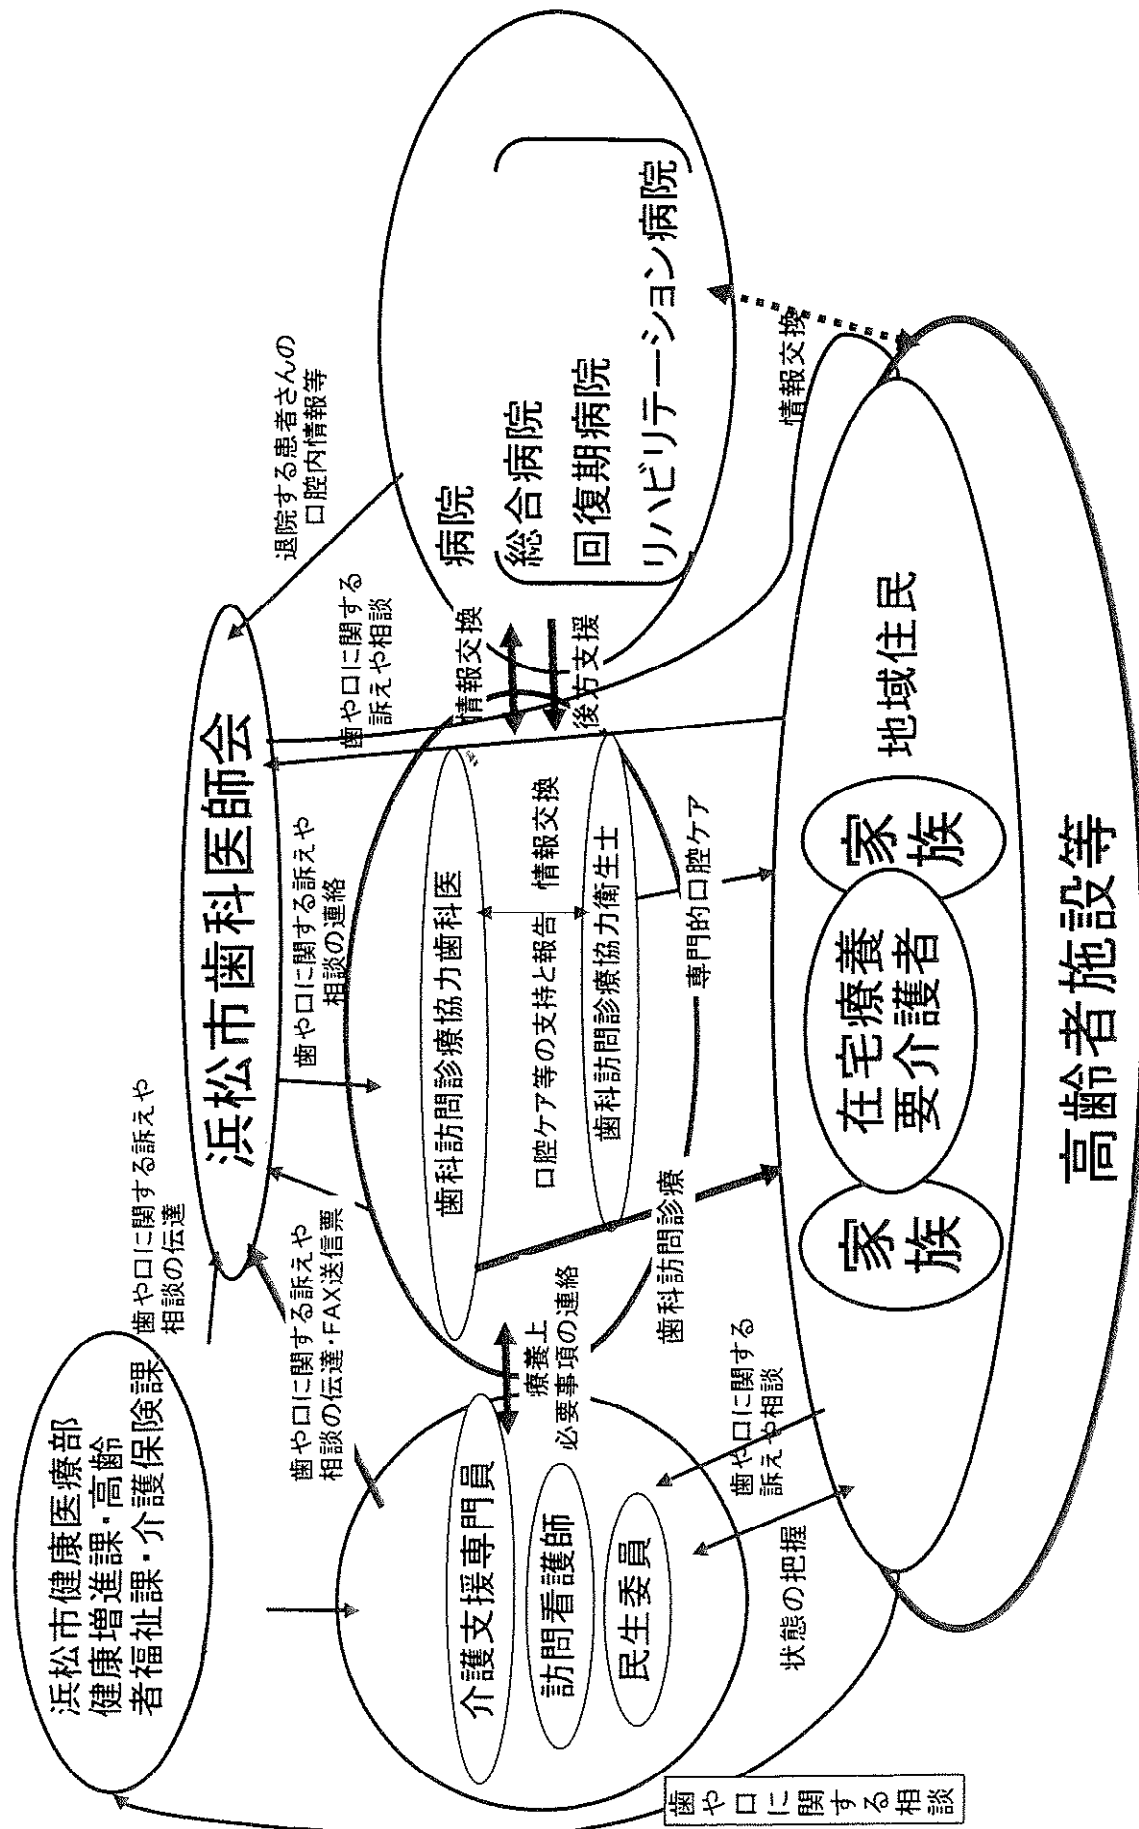 浜松市健康医療部
健康増進課・高齢
者福祉課・介護保険課
歯や口に関する訴えや
相談の伝達
浜松市歯科医師会
退院する患者さんの
口腔内情報等
歯や口に関する訴えや
相談の伝達・FAX送信票
歯や口に関する訴えや
相談の連絡
歯や口に関する
訴えや相談
介護支援専門員
訪問看護師
民生委員
療養上
必要事項の連絡
歯科訪問診療協力歯科医
口腔ケア等の支持と報告
情報交換
歯科訪問診療協力衛生士
情報交換
後方支援
病院
総合病院
回復期病院
リハビリテーション病院
歯や口に関する相談
状態の把握
歯や口に関する
訴えや相談
歯科訪問診療
専門的口腔ケア
情報交換
家族
在宅療養
要介護者
家族
地域住民
高齢者施設等